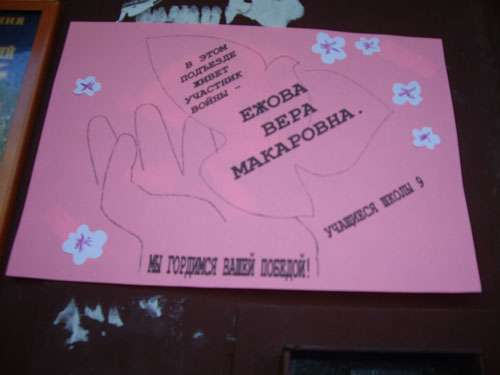 В ЭТОМ
ПОДЪЕЗДЕ
ЖИВЕТ
УЧАСТНИК
ВОЙНЫ –
ЕЖОВА
ВЕРА
МАКАРОВНА.
УЧАЩИЕСЯ ШКОЛЫ 9
МЫ ГОРДИМСЯ ВАШЕЙ ПОБЕДОЙ!